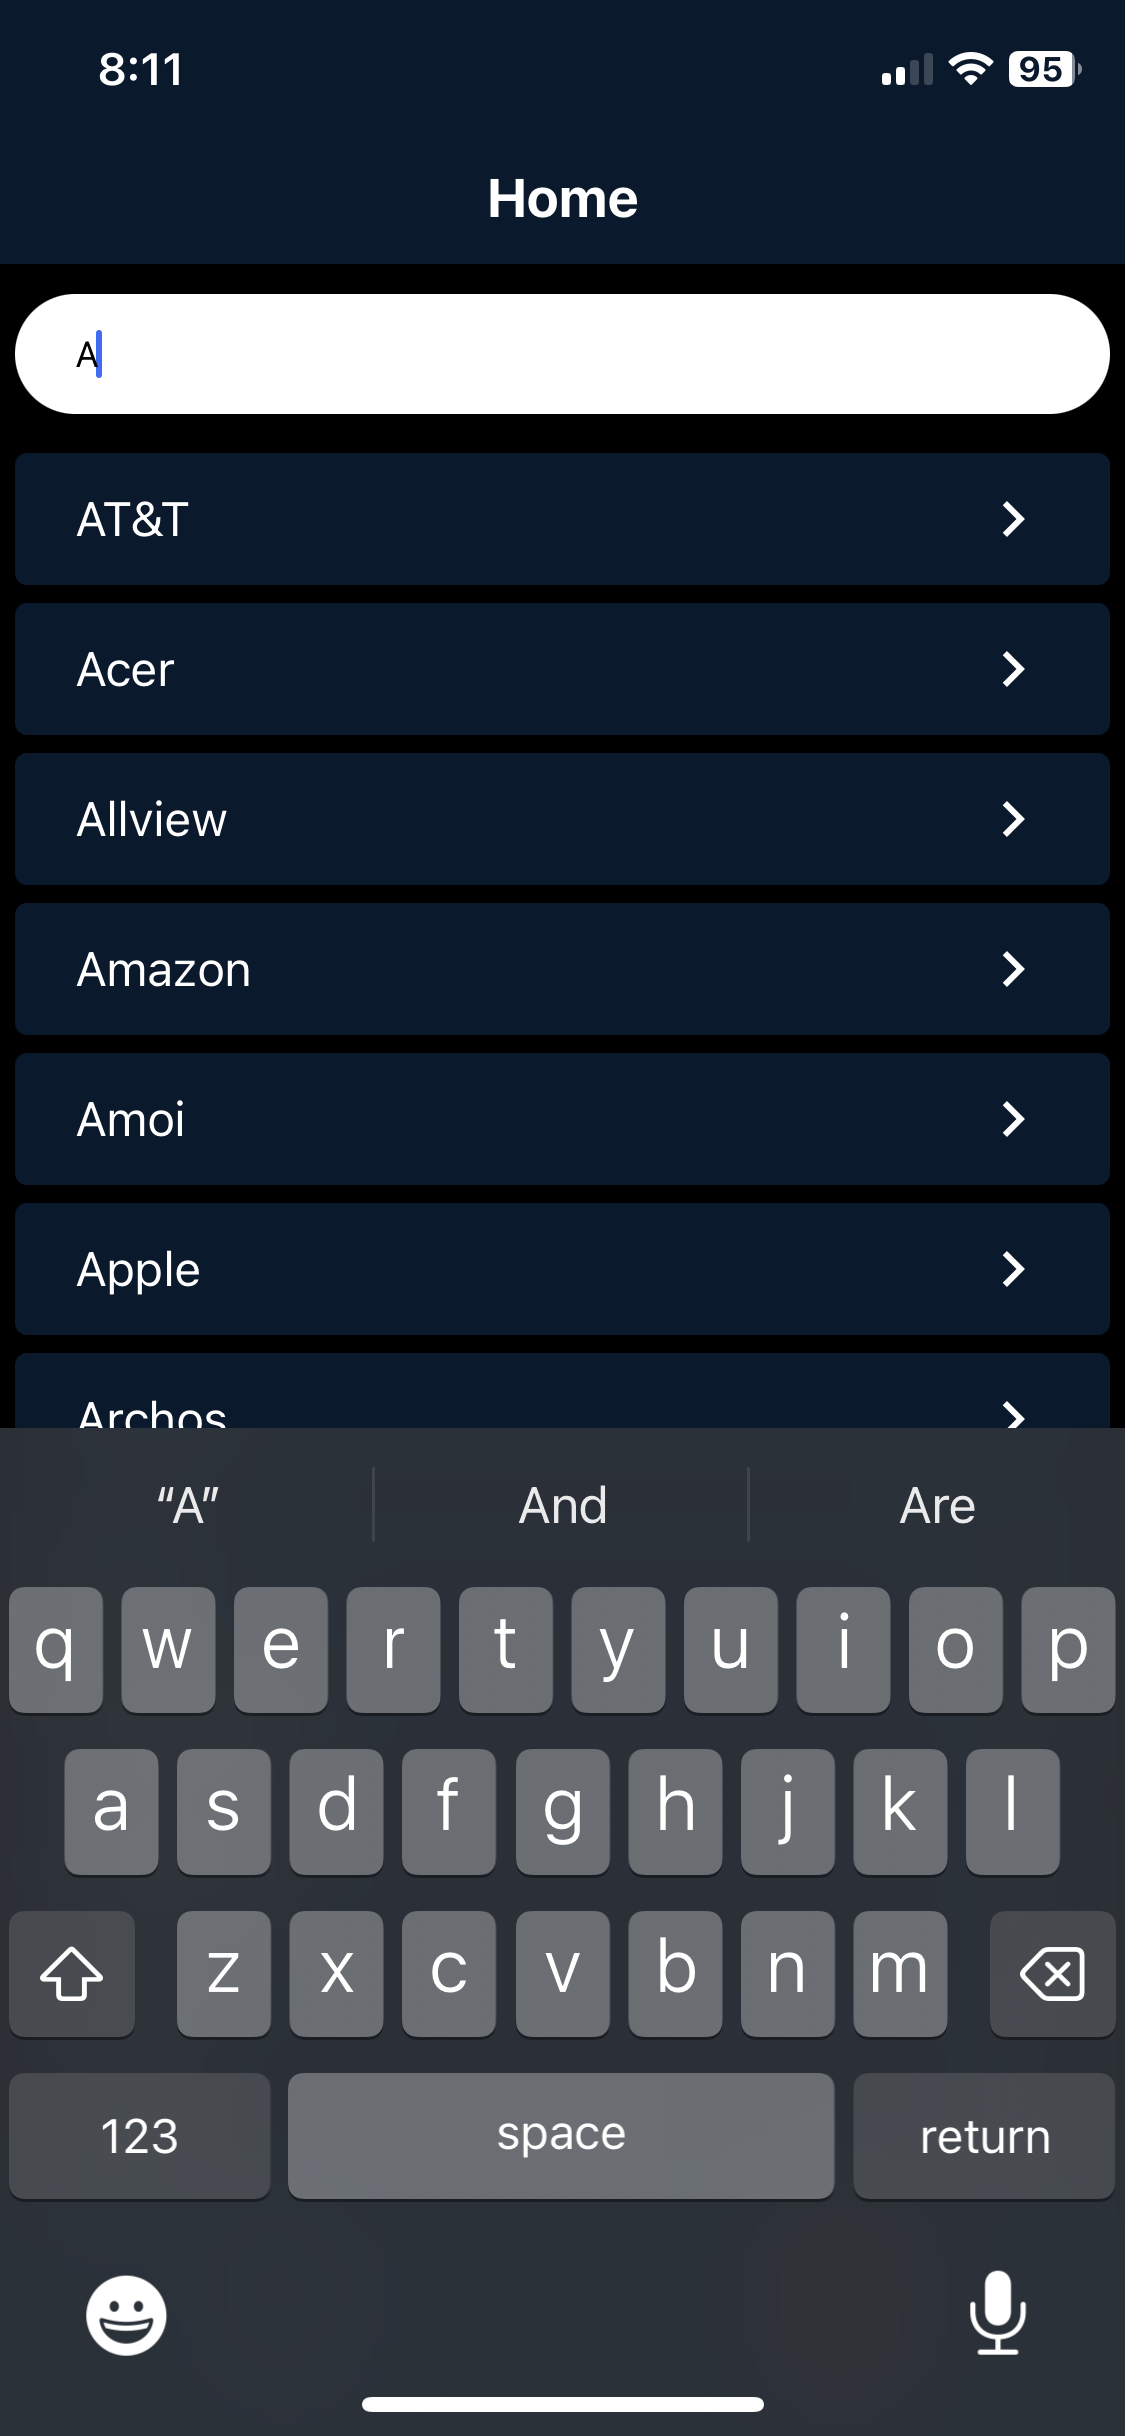 8:11
95
Home
A
AT&T
Acer
Allview
Amazon
Amoi
Apple
Archos
“A” And Are
q w e r t y u i o p
a s d f g h j k l
z x c v b n m
123 space return